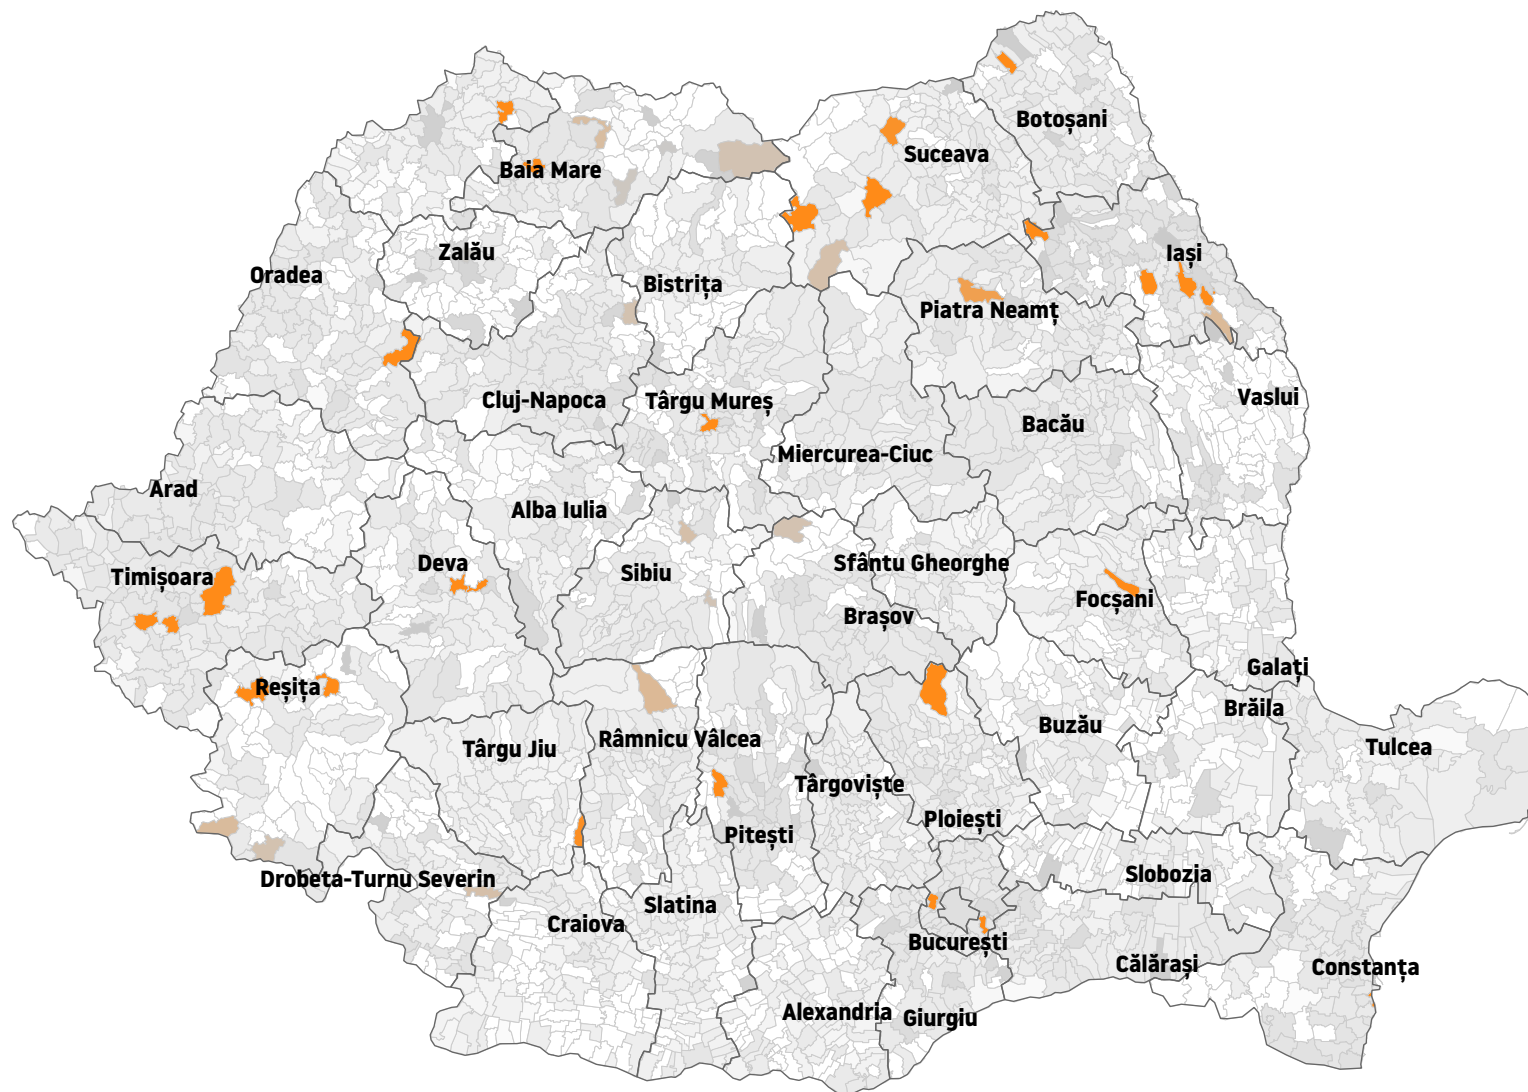 Botoșani
Suceava
Baia Mare
Zalău
Iași
Oradea
Bistrița
Piatra Neamț
Cluj-Napoca
Târgu Mureș
Vaslui
Bacău
Miercurea-Ciuc
Arad
Alba Iulia
Deva
Sfântu Gheorghe
Sibiu
Timișoara
Focșani
Brașov
Galați
Reșița
Brăila
Buzău
Râmnicu Vâlcea
Târgu Jiu
Tulcea
Târgoviște
Ploiești
Pitești
Slobozia
Drobeta-Turnu Severin
Slatina
Craiova
București
Călărași
Constanța
Alexandria
Giurgiu